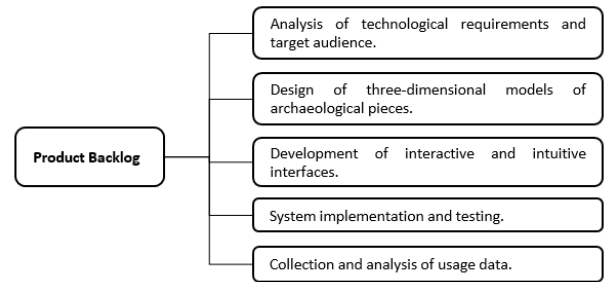 Product Backlog
Analysis of technological requirements and
target audience.
Design of three-dimensional models of
archaeological pieces.
Development of interactive and intuitive
interfaces.
System implementation and testing.
Collection and analysis of usage data.